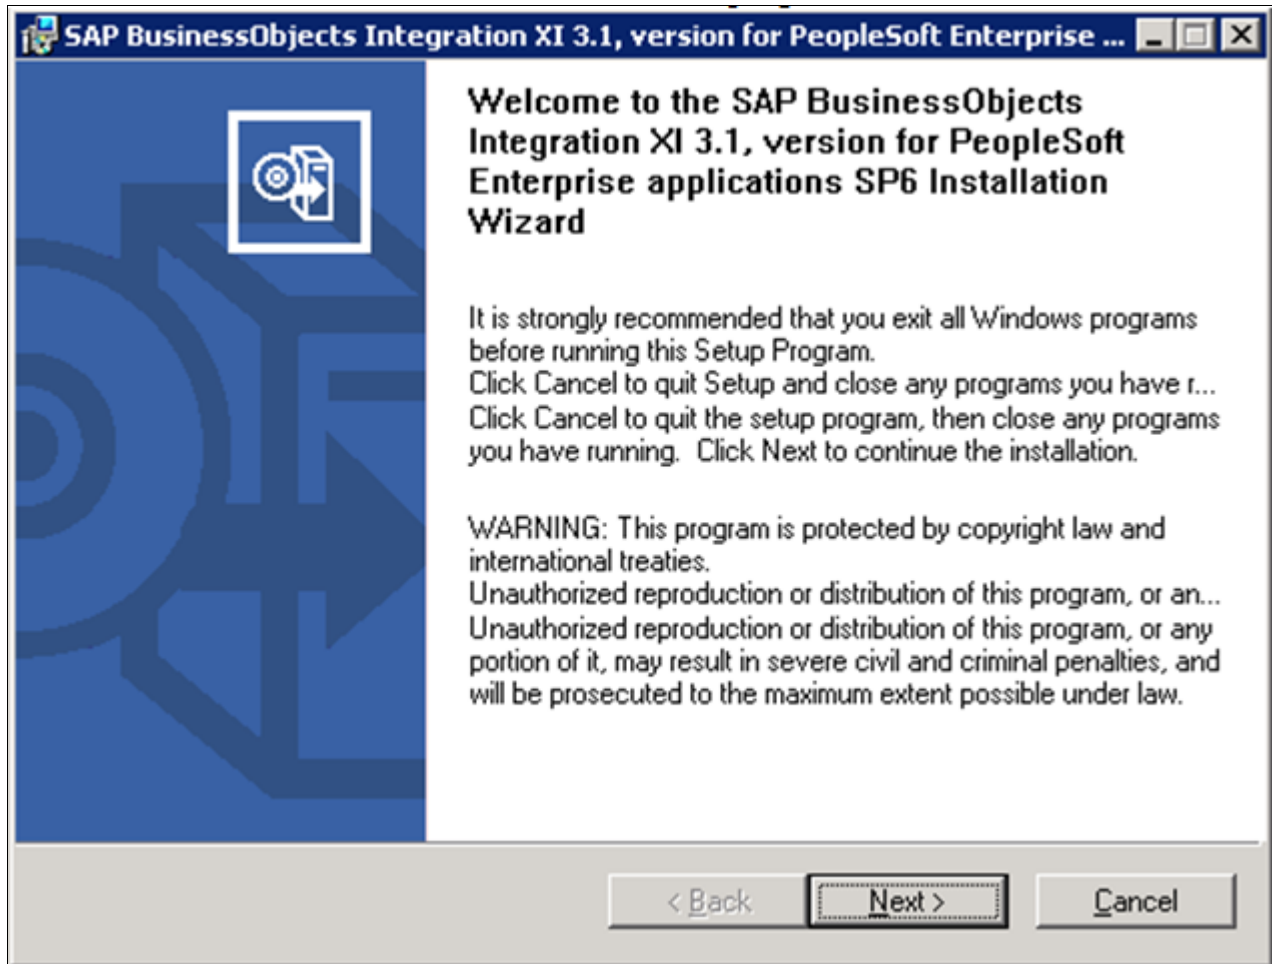 SAP BusinessObjects Integration XI 3.1, version for PeopleSoft Enterprise ...
Welcome to the SAP BusinessObjects
Integration XI 3.1, version for PeopleSoft
Enterprise applications SP6 Installation
Wizard
It is strongly recommended that you exit all Windows programs
before running this Setup Program.
Click Cancel to quit Setup and close any programs you have r...
Click Cancel to quit the setup program, then close any programs
you have running.  Click Next to continue the installation.
WARNING: This program is protected by copyright law and
international treaties.
Unauthorized reproduction or distribution of this program, or an...
Unauthorized reproduction or distribution of this program, or any
portion of it, may result in severe civil and criminal penalties, and
will be prosecuted to the maximum extent possible under law.
< Back Next > Cancel